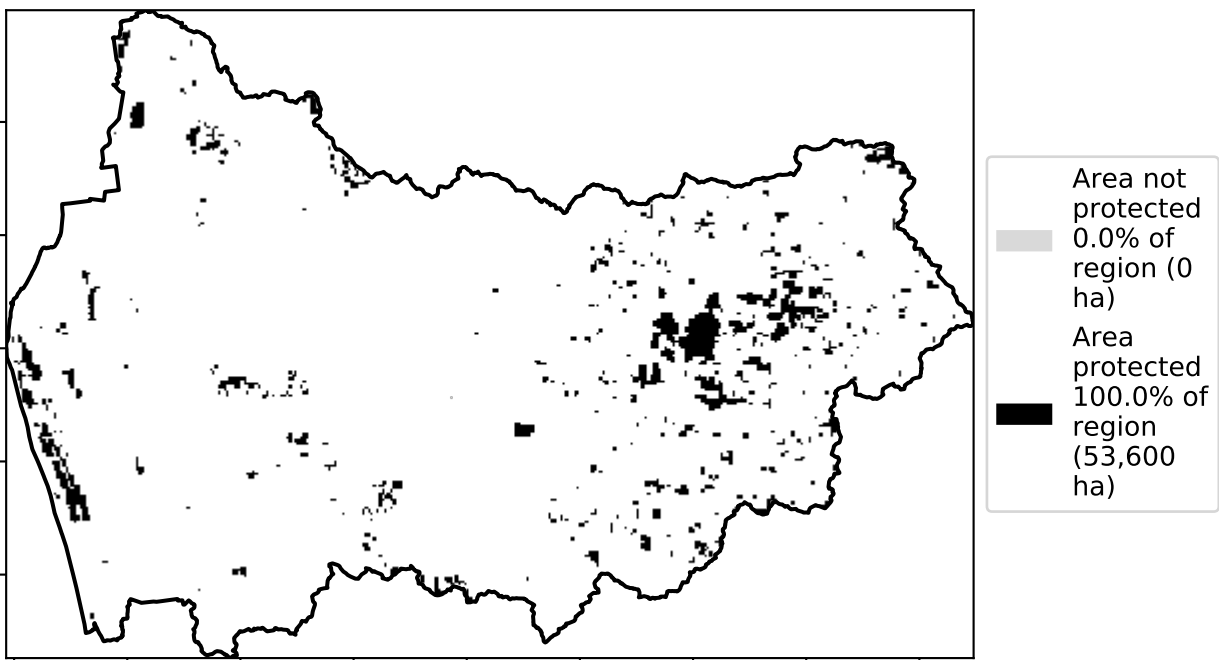 Area not
protected
0.0% of
region (0
ha)
Area
protected
100.0% of
region
(53,600
ha)